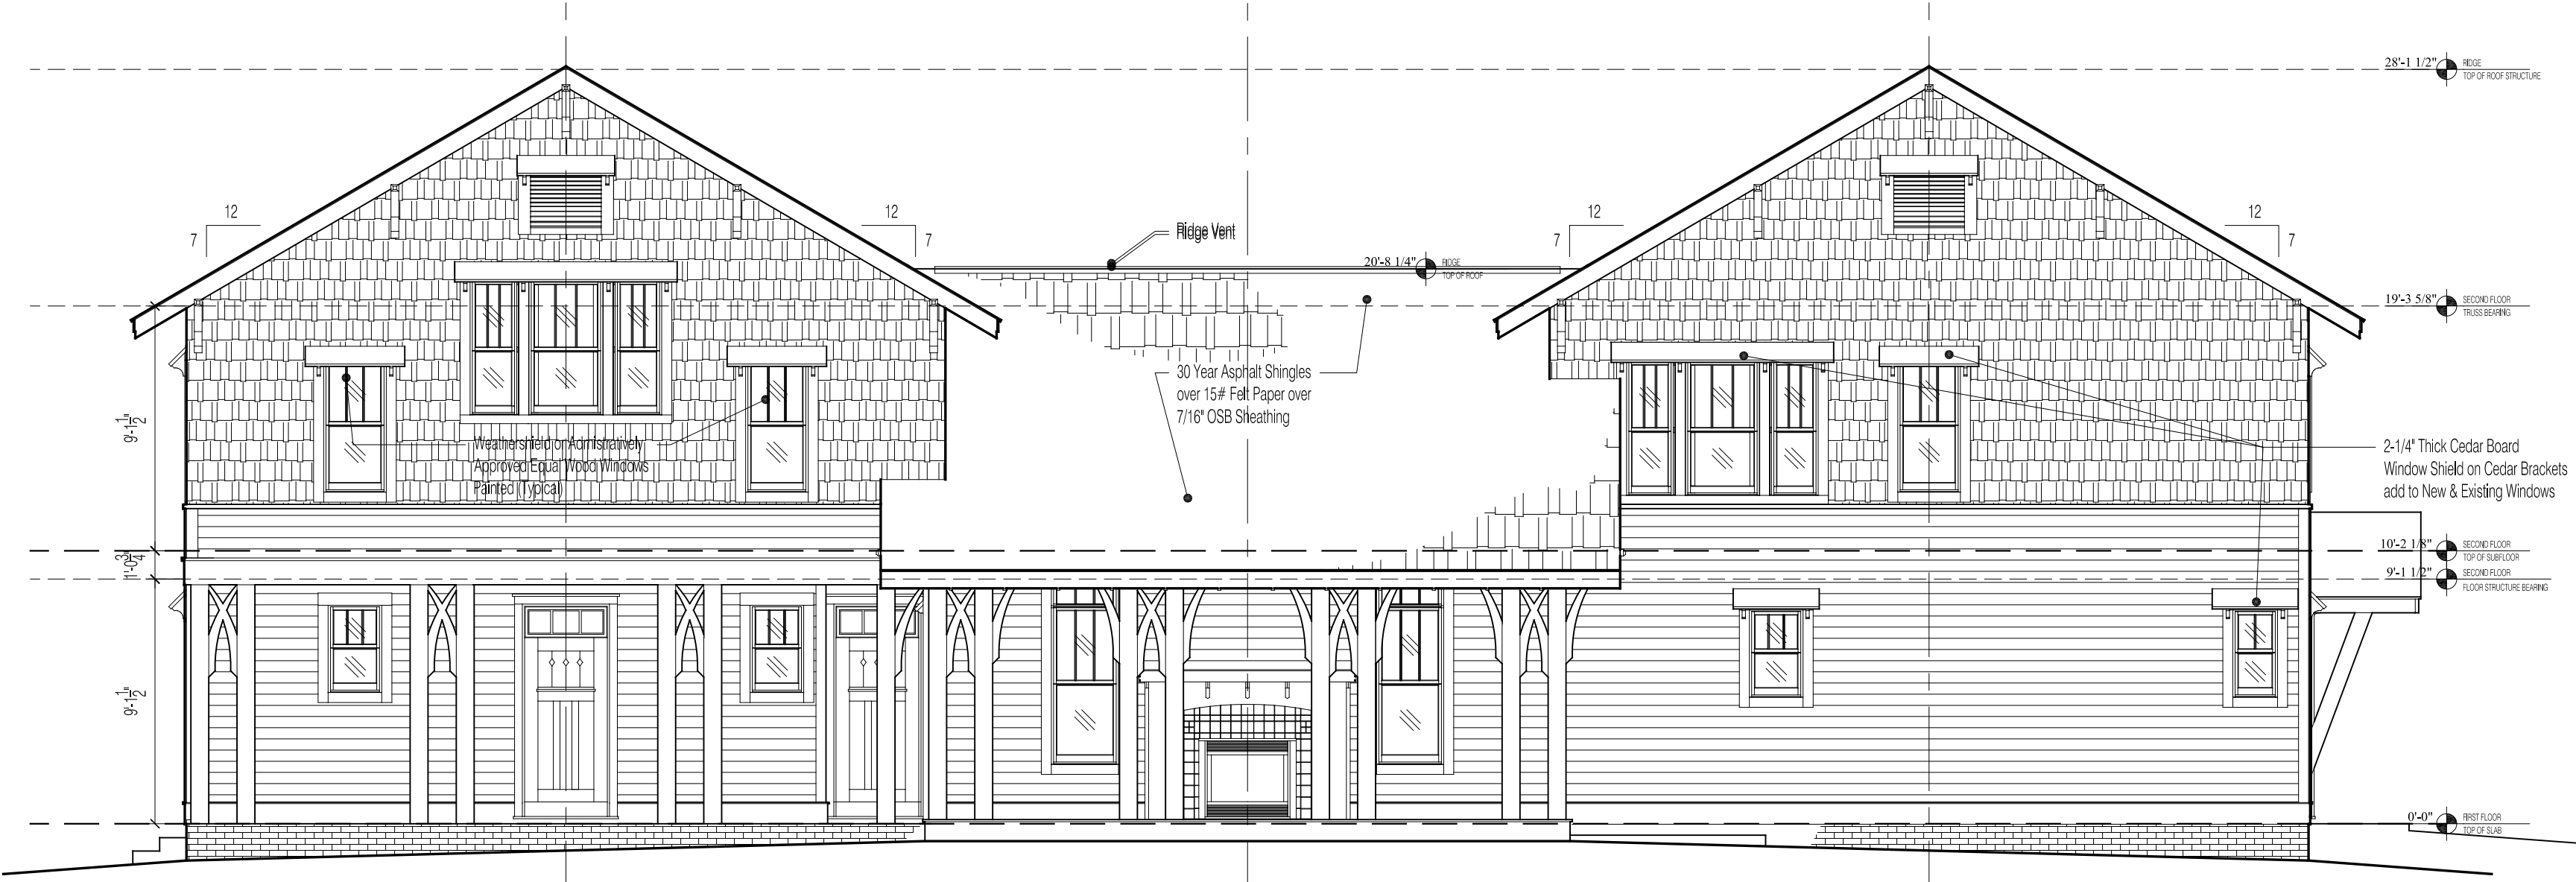 28'-1 1/2"
RIDGE
TOP OF ROOF STRUCTURE
12
7
12
7
12
7
12
7
Ridge Vent
20'-8 1/4"
RIDGE
TOP OF ROOF
19'-3 5/8"
SECOND FLOOR
TRUSS BEARING
30 Year Asphalt Shingles
over 15# Felt Paper over
7/16" OSB Sheathing
9'-1 1/2"
Weathershield or Admistratively
Approved Equal Wood Windows
Painted (Typical)
2-1/4" Thick Cedar Board
Window Shield on Cedar Brackets
add to New & Existing Windows
10'-2 1/8"
SECOND FLOOR
TOP OF SUBFLOOR
1'-0 3/4"
9'-1 1/2"
SECOND FLOOR
FLOOR STRUCTURE BEARING
9'-1 1/2"
0'-0"
FIRST FLOOR
TOP OF SLAB